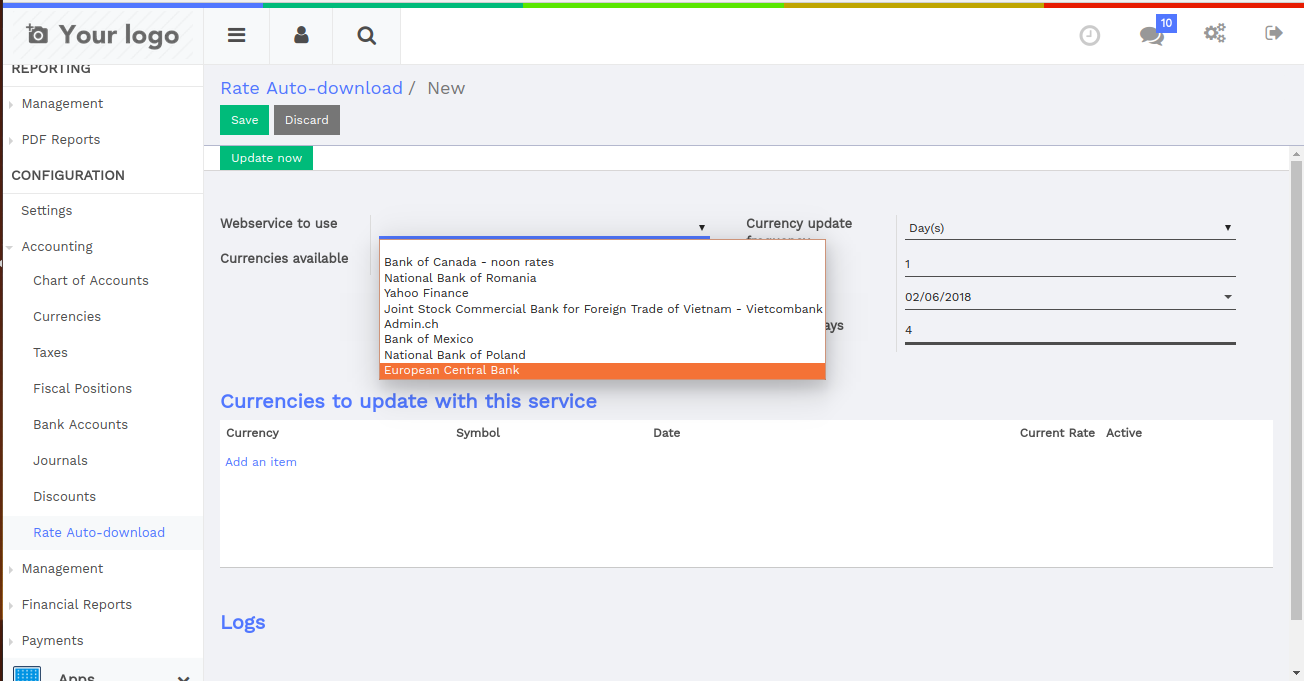 Your logo
10
REPORTING
Management
PDF Reports
CONFIGURATION
Settings
Accounting
Chart of Accounts
Currencies
Taxes
Fiscal Positions
Bank Accounts
Journals
Discounts
Rate Auto-download
Management
Financial Reports
Payments
Apps
Rate Auto-download / New
Save Discard
Update now
Webservice to use
Currencies available
Bank of Canada - noon rates
National Bank of Romania
Yahoo Finance
Joint Stock Commercial Bank for Foreign Trade of Vietnam - Vietcombank
Admin.ch
Bank of Mexico
National Bank of Poland
European Central Bank
Currency update
Day(s)
1
02/06/2018
4
Currencies to update with this service
Currency Symbol Date Current Rate Active
Add an item
Logs